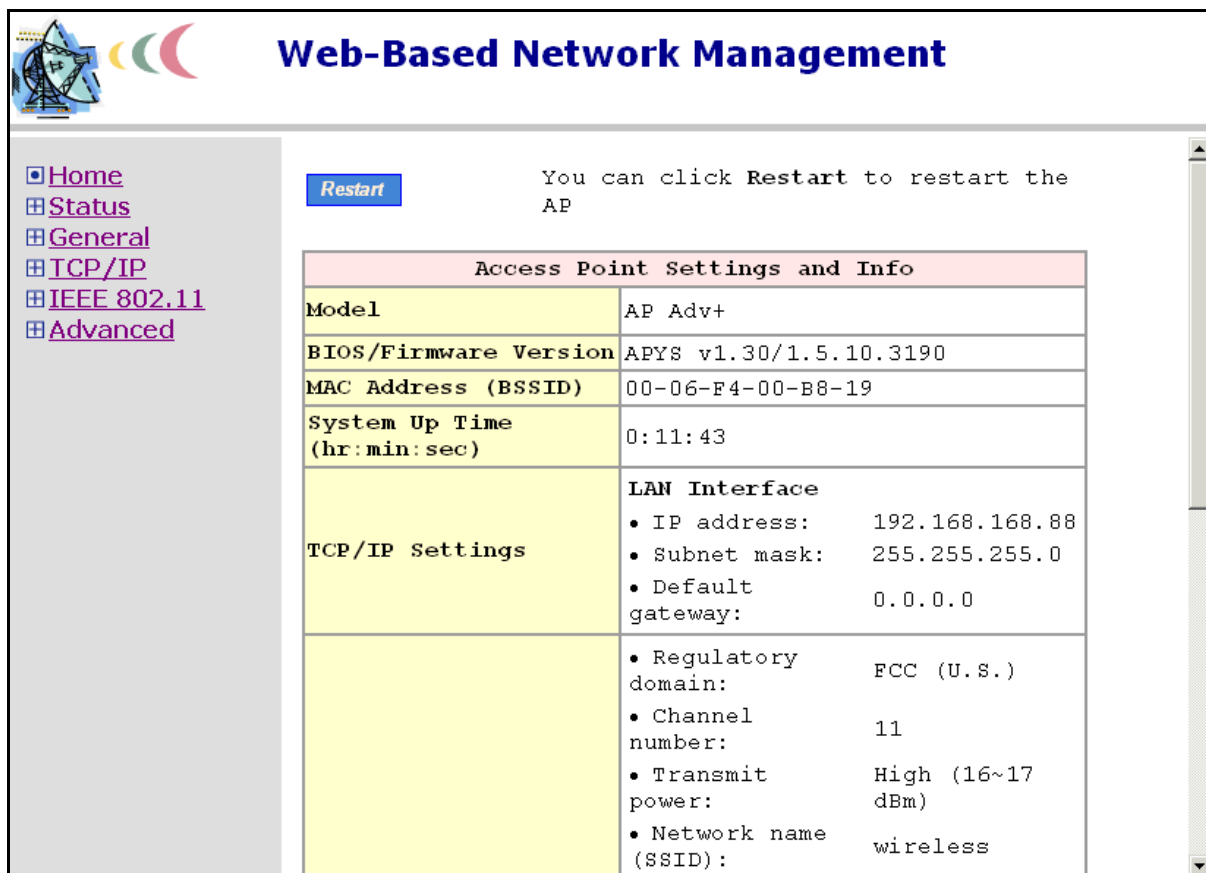 Web-Based Network Management
Home
Status
General
TCP/IP
IEEE 802.11
Advanced
Restart
You can click Restart to restart the
AP
Access Point Settings and Info
Model
AP Adv+
BIOS/Firmware Version
APYS v1.30/1.5.10.3190
MAC Address (BSSID)
00-06-F4-00-B8-19
System Up Time
(hr:min:sec)
0:11:43
TCP/IP Settings
LAN Interface
• IP address: 192.168.168.88
• Subnet mask: 255.255.255.0
• Default
gateway: 0.0.0.0
• Regulatory
domain: FCC (U.S.)
• Channel
number: 11
• Transmit
power: High (16~17
dBm)
• Network name
(SSID): wireless